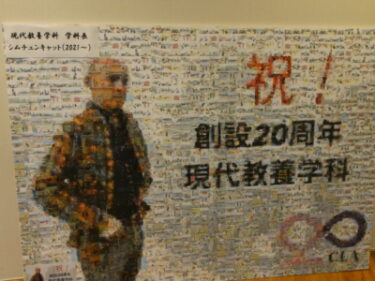 現代教養学科 学科長
シムチュンキャット(2021～)
祝！
創設20周年
現代教養学科
CLA
祝